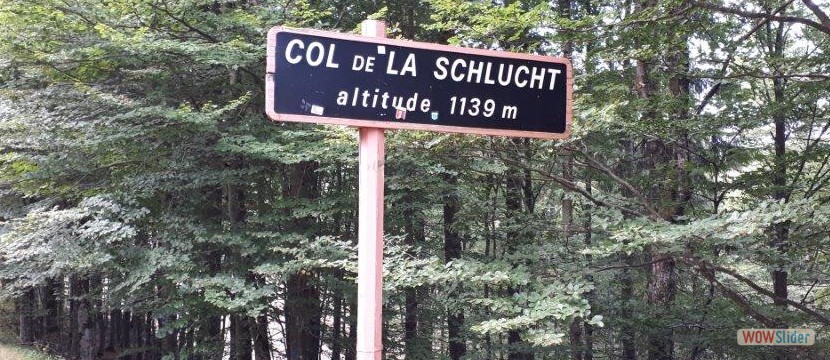 COL DE LA SCHLUCHT
altitude 1139 m
WOWSlider